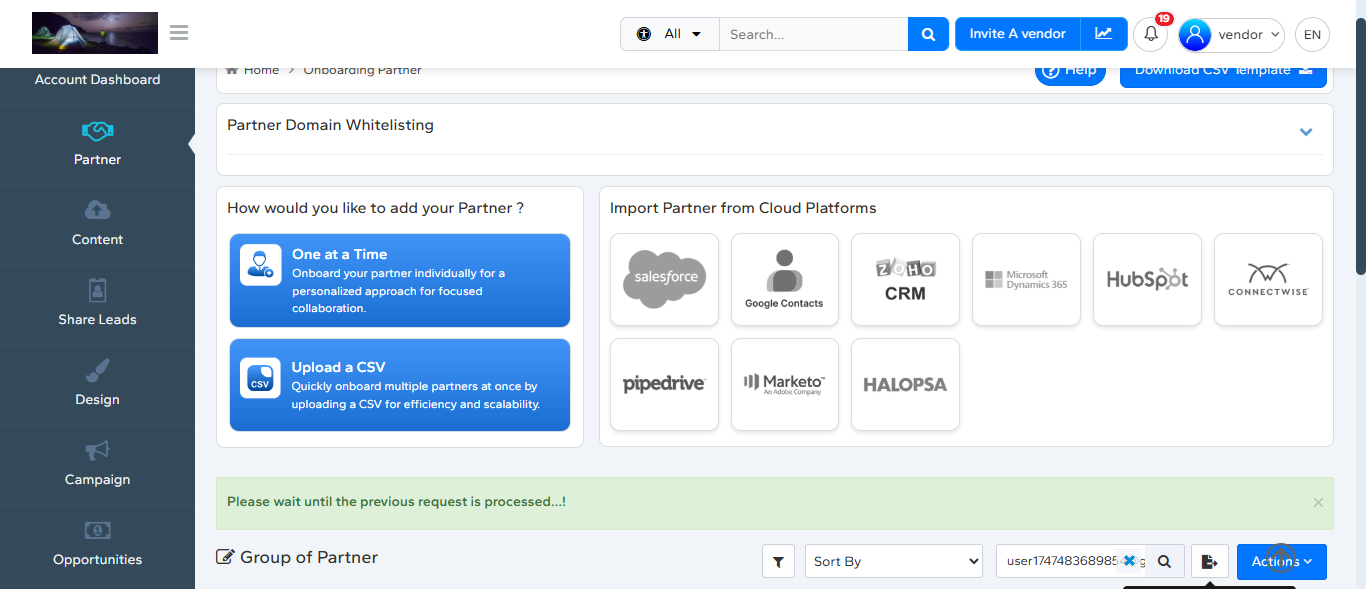 All
Search...
Invite A vendor
19
vendor
EN
Account Dashboard
Home > Onboarding Partner
Help
Download CSV Template
Partner
Content
Share Leads
Design
Campaign
Opportunities
Partner Domain Whitelisting
How would you like to add your Partner ?
One at a Time
Onboard your partner individually for a
personalized approach for focused
collaboration.
CSV
Upload a CSV
Quickly onboard multiple partners at once by
uploading a CSV for efficiency and scalability.
Import Partner from Cloud Platforms
salesforce
Google Contacts
ZOHO
CRM
Microsoft
Dynamics 365
HubSpot
CONNECTWISE
pipedrive
Marketo™
An Adobe Company
HALOPSA
Please wait until the previous request is processed...!
Group of Partner
Sort By
Actions